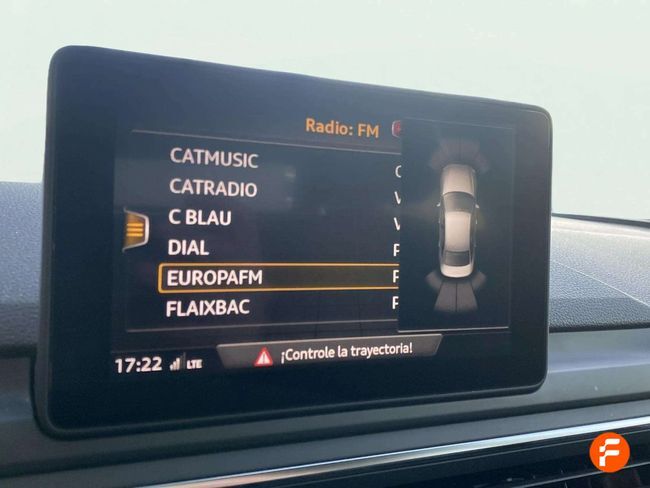 Radio: FM
CATMUSIC
CATRADIO
C BLAU
DIAL
EUROPAFM
FLAIXBAC
17:22 LTE
¡Controle la trayectoria!